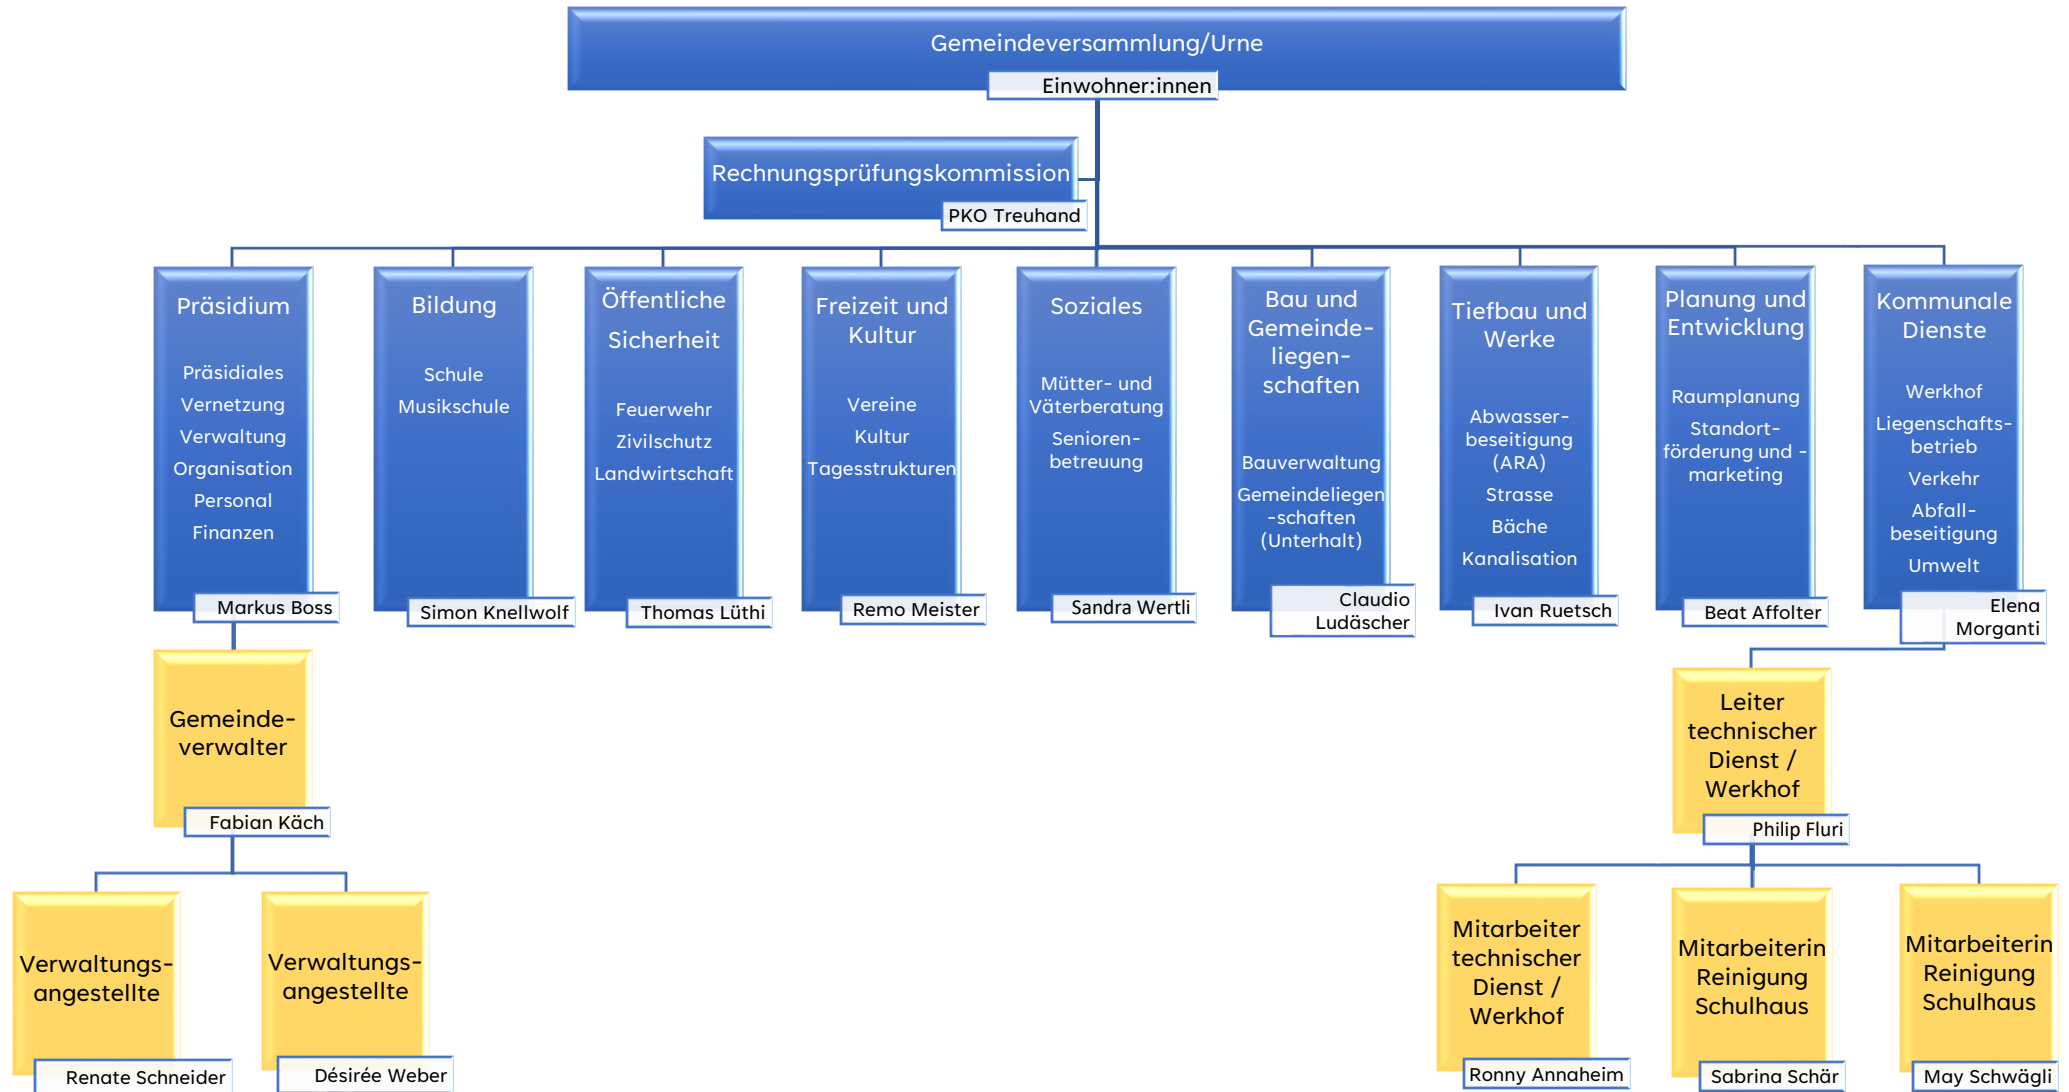 Gemeindeversammlung/Urne
Einwohner:innen
Rechnungsprüfungskommission
PKO Treuhand
Präsidium
Präsidiales
Vernetzung
Verwaltung
Organisation
Personal
Finanzen
Markus Boss
Bildung
Schule
Musikschule
Simon Knellwolf
Öffentliche
Sicherheit
Feuerwehr
Zivilschutz
Landwirtschaft
Thomas Lüthi
Freizeit und
Kultur
Vereine
Kultur
Tagesstrukturen
Remo Meister
Soziales
Mütter- und
Väterberatung
Senioren-
betreuung
Sandra Wertli
Bau und
Gemeinde-
liegen-
schaften
Bauverwaltung
Gemeindeliegen
-schaften
(Unterhalt)
Claudio
Ludäscher
Tiefbau und
Werke
Abwasser-
beseitigung
(ARA)
Strasse
Bäche
Kanalisation
Ivan Ruetsch
Planung und
Entwicklung
Raumplanung
Standort-
förderung und -
marketing
Beat Affolter
Kommunale
Dienste
Werkhof
Liegenschafts-
betrieb
Verkehr
Abfall-
beseitigung
Umwelt
Elena
Morganti
Gemeinde-
verwalter
Fabian Käch
Verwaltungs-
angestellte
Renate Schneider
Verwaltungs-
angestellte
Désirée Weber
Leiter
technischer
Dienst /
Werkhof
Philip Fluri
Mitarbeiter
technischer
Dienst /
Werkhof
Ronny Annaheim
Mitarbeiterin
Reinigung
Schulhaus
Sabrina Schär
Mitarbeiterin
Reinigung
Schulhaus
May Schwägli